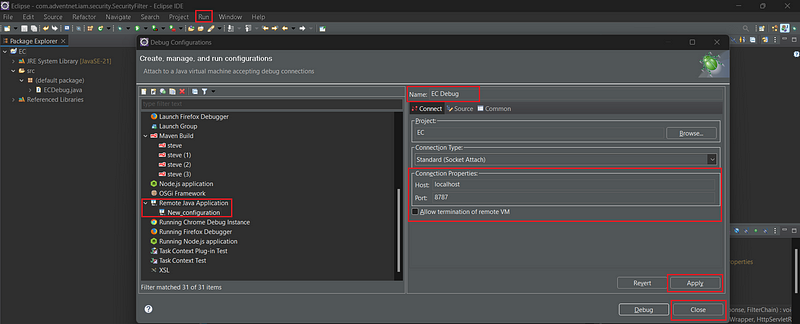 Eclipse - com.adventnet.iam.security.SecurityFilter - Eclipse IDE
File Edit Source Refactor Navigate Search Project Run Window Help
Package Explorer
EC
JRE System Library [JavaSE-21]
src
(default package)
ECDebug.java
Referenced Libraries
Debug Configurations
Create, manage, and run configurations
Attach to a Java virtual machine accepting debug connections
type filter text
Launch Firefox Debugger
Launch Group
Maven Build
steve
steve (1)
steve (2)
steve (3)
Node.js application
OSGi Framework
Remote Java Application
New_configuration
Running Chrome Debug Instance
Running Firefox Debugger
Running Node.js application
Task Context Plug-in Test
Task Context Test
XSL
Filter matched 31 of 31 items
Name: EC Debug
Connect Source Common
Project:
EC
Browse...
Connection Type:
Standard (Socket Attach)
Connection Properties:
Host: localhost
Port: 8787
Allow termination of remote VM
Revert Apply
Debug Close
roperties
onse, FilterChain) : voi
Wrapper, HttpServletR